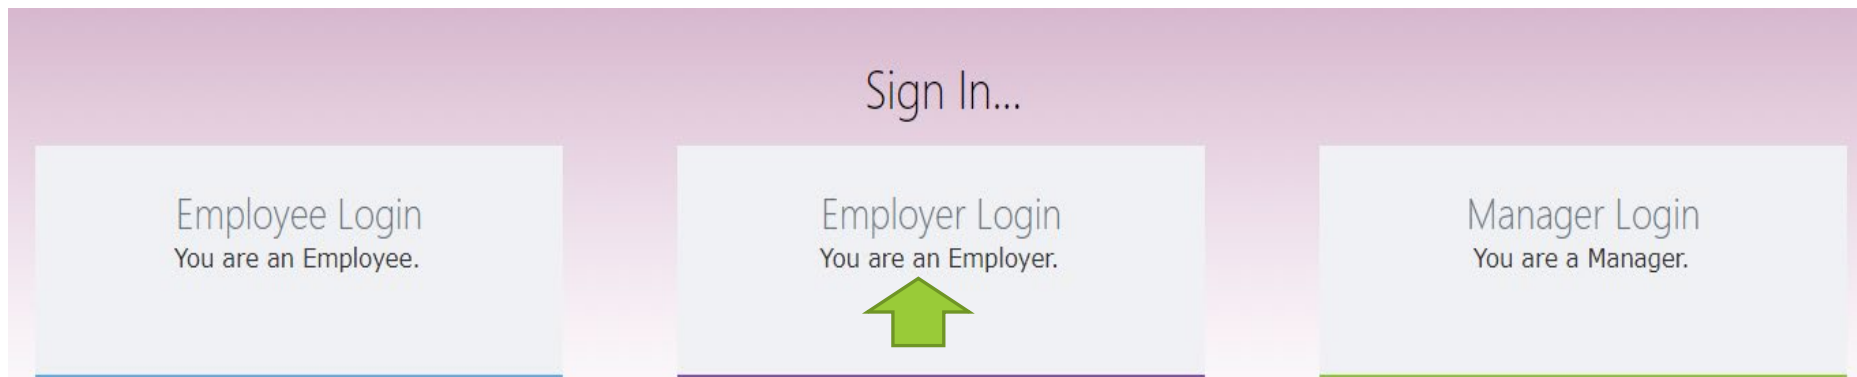 Sign In...
Employee Login
You are an Employee.
Employer Login
You are an Employer.
Manager Login
You are a Manager.